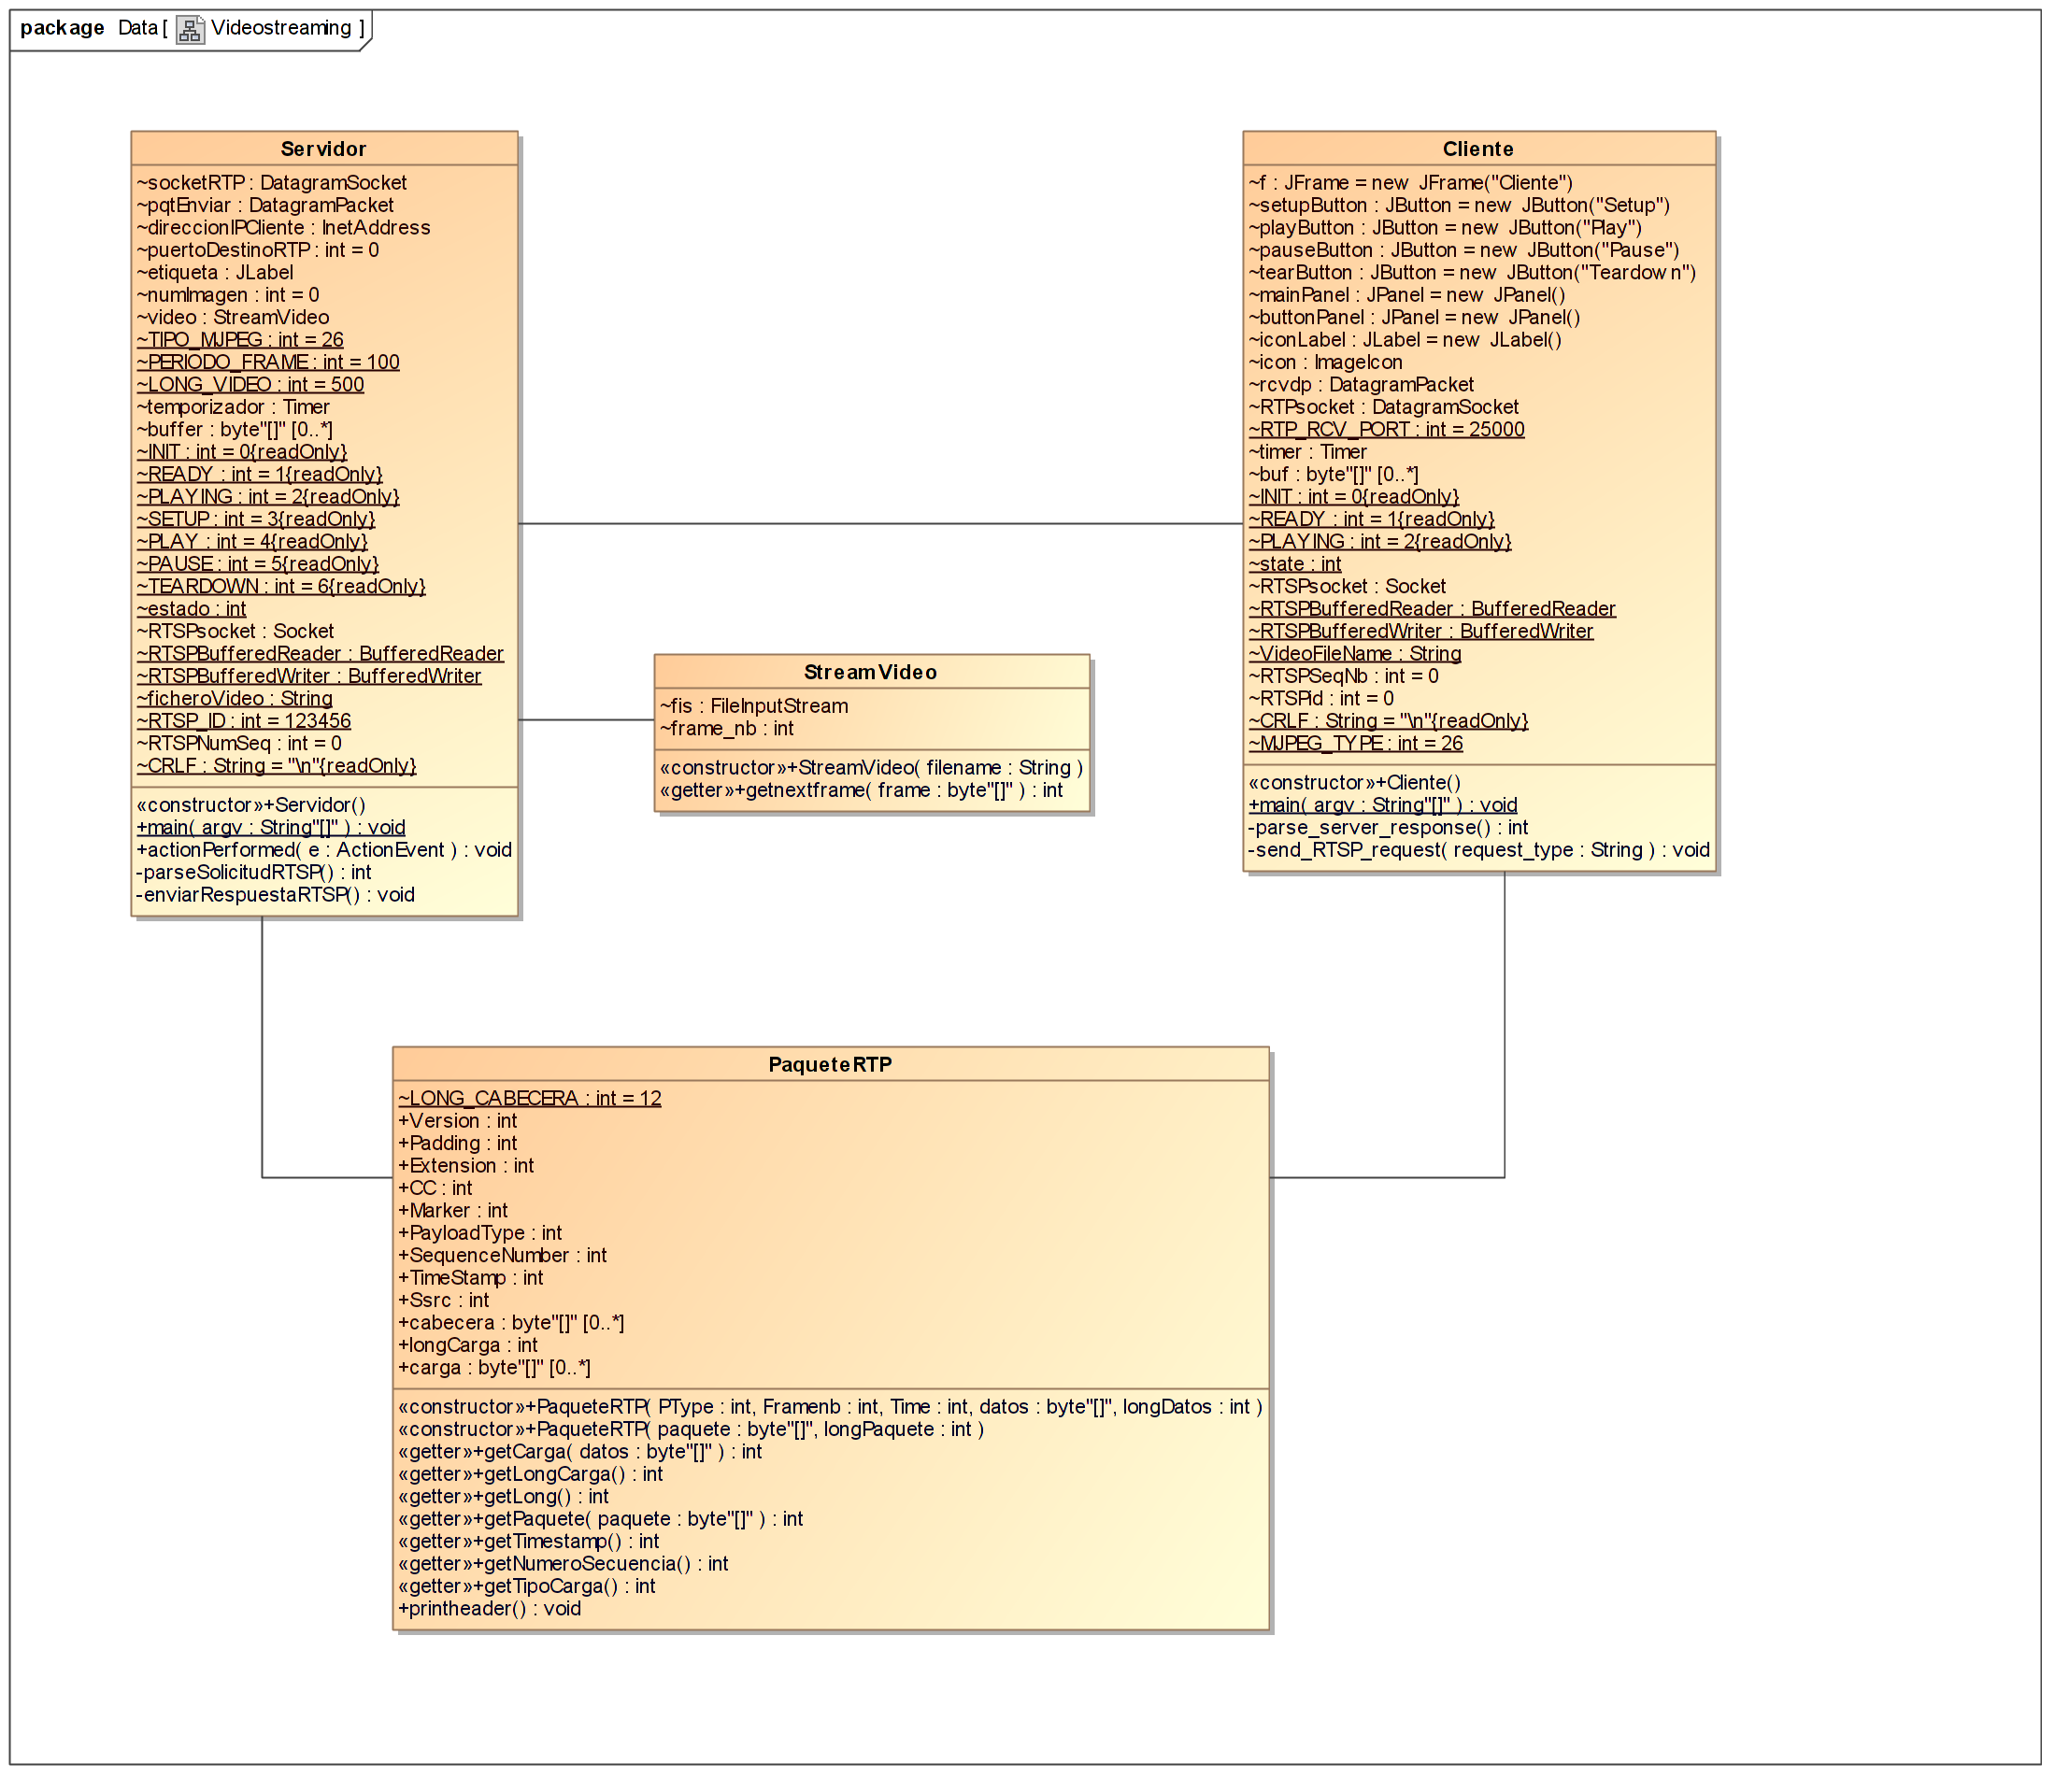 package Data [ Videostreaming ]
Servidor
~socketRTP : DatagramSocket
~pqtEnviar : DatagramPacket
~direccionIPCliente : InetAddress
~puertoDestinoRTP : int = 0
~etiqueta : JLabel
~numImagen : int = 0
~video : StreamVideo
~TIPO_MJPEG : int = 26
~PERIODO_FRAME : int = 100
~LONG_VIDEO : int = 500
~temporizador : Timer
~buffer : byte"[]" [0..*]
~INIT : int = 0{readOnly}
~READY : int = 1{readOnly}
~PLAYING : int = 2{readOnly}
~SETUP : int = 3{readOnly}
~PLAY : int = 4{readOnly}
~PAUSE : int = 5{readOnly}
~TEARDOWN : int = 6{readOnly}
~estado : int
~RTSPsocket : Socket
~RTSPBufferedReader : BufferedReader
~RTSPBufferedWriter : BufferedWriter
~ficheroVideo : String
~RTSP_ID : int = 123456
~RTSPNumSeq : int = 0
~CRLF : String = "\n"{readOnly}
«constructor»+Servidor()
+main( argv : String"[]" ) : void
+actionPerformed( e : ActionEvent ) : void
-parseSolicitudRTSP() : int
-enviarRespuestaRTSP() : void
Cliente
~f : JFrame = new JFrame("Cliente")
~setupButton : JButton = new JButton("Setup")
~playButton : JButton = new JButton("Play")
~pauseButton : JButton = new JButton("Pause")
~tearButton : JButton = new JButton("Teardown")
~mainPanel : JPanel = new JPanel()
~buttonPanel : JPanel = new JPanel()
~iconLabel : JLabel = new JLabel()
~icon : ImageIcon
~rcvdp : DatagramPacket
~RTPsocket : DatagramSocket
~RTP_RCV_PORT : int = 25000
~timer : Timer
~buf : byte"[]" [0..*]
~INIT : int = 0{readOnly}
~READY : int = 1{readOnly}
~PLAYING : int = 2{readOnly}
~state : int
~RTSPsocket : Socket
~RTSPBufferedReader : BufferedReader
~RTSPBufferedWriter : BufferedWriter
~VideoFileName : String
~RTSPSeqNb : int = 0
~RTSPid : int = 0
~CRLF : String = "\n"{readOnly}
~MJPEG_TYPE : int = 26
«constructor»+Cliente()
+main( argv : String"[]" ) : void
-parse_server_response() : int
-send_RTSP_request( request_type : String ) : void
StreamVideo
~fis : FileInputStream
~frame_nb : int
«constructor»+StreamVideo( filename : String )
«getter»+getnextframe( frame : byte"[]" ) : int
PaqueteRTP
~LONG_CABECERA : int = 12
+Version : int
+Padding : int
+Extension : int
+CC : int
+Marker : int
+PayloadType : int
+SequenceNumber : int
+TimeStamp : int
+Ssrc : int
+cabecera : byte"[]" [0..*]
+longCarga : int
+carga : byte"[]" [0..*]
«constructor»+PaqueteRTP( PType : int, Framenb : int, Time : int, datos : byte"[]", longDatos : int )
«constructor»+PaqueteRTP( paquete : byte"[]", longPaquete : int )
«getter»+getCarga( datos : byte"[]" ) : int
«getter»+getLongCarga() : int
«getter»+getLong() : int
«getter»+getPaquete( paquete : byte"[]" ) : int
«getter»+getTimestamp() : int
«getter»+getNumeroSecuencia() : int
«getter»+getTipoCarga() : int
+printheader() : void